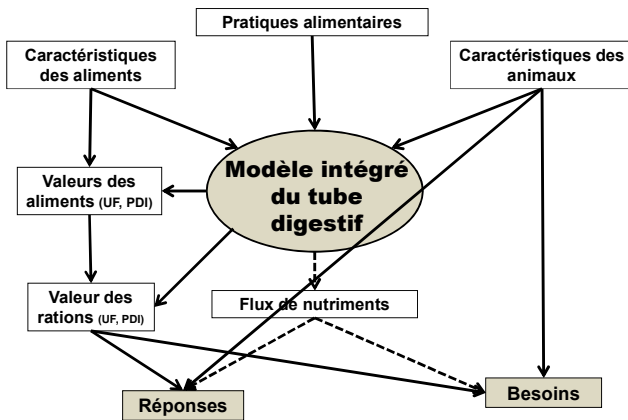 Pratiques alimentaires
Caractéristiques
des aliments
Caractéristiques des
animaux
Modèle intégré
du tube
digestif
Valeurs des
aliments (UF, PDI)
Valeur des
rations (UF, PDI)
Flux de nutriments
Réponses
Besoins